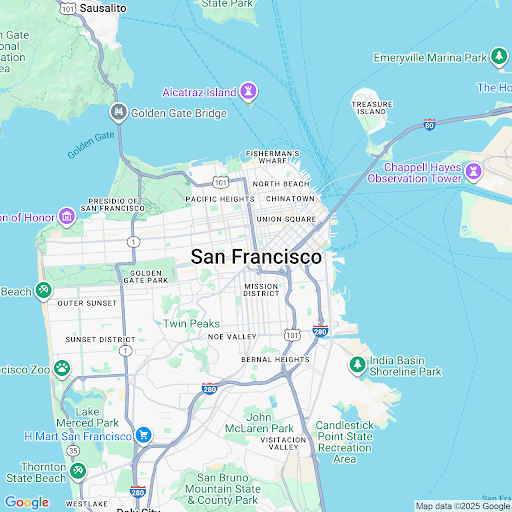 101
Sausalito
State Park
n Gate
onal
on Area
Emeryville Marina Park
The Ho
Alcatraz Island
TREASURE
ISLAND
Golden Gate Bridge
80
Golden Gate
FISHERMAN'S
WHARF
Chappell Hayes
Observation Tower
101
NORTH BEACH
PRESIDIO OF
SAN FRANCISCO
PACIFIC HEIGHTS
CHINATOWN
on of Honor
UNION SQUARE
1
San Francisco
GOLDEN
GATE PARK
Beach
MISSION
DISTRICT
OUTER SUNSET
Twin Peaks
SUNSET DISTRICT
NOE VALLEY
101
280
1
BERNAL HEIGHTS
India Basin
Shoreline Park
ncisco Zoo
280
Lake
Merced Park
John
McLaren Park
Candlestick
Point State
Recreation
Area
H Mart San Francisco
VISITACION
VALLEY
35
Thornton
State Beach
San Bruno
Mountain State
& County Park
280
WESTLAKE
Daly City
San Fra
Google
Map data ©2025 Google